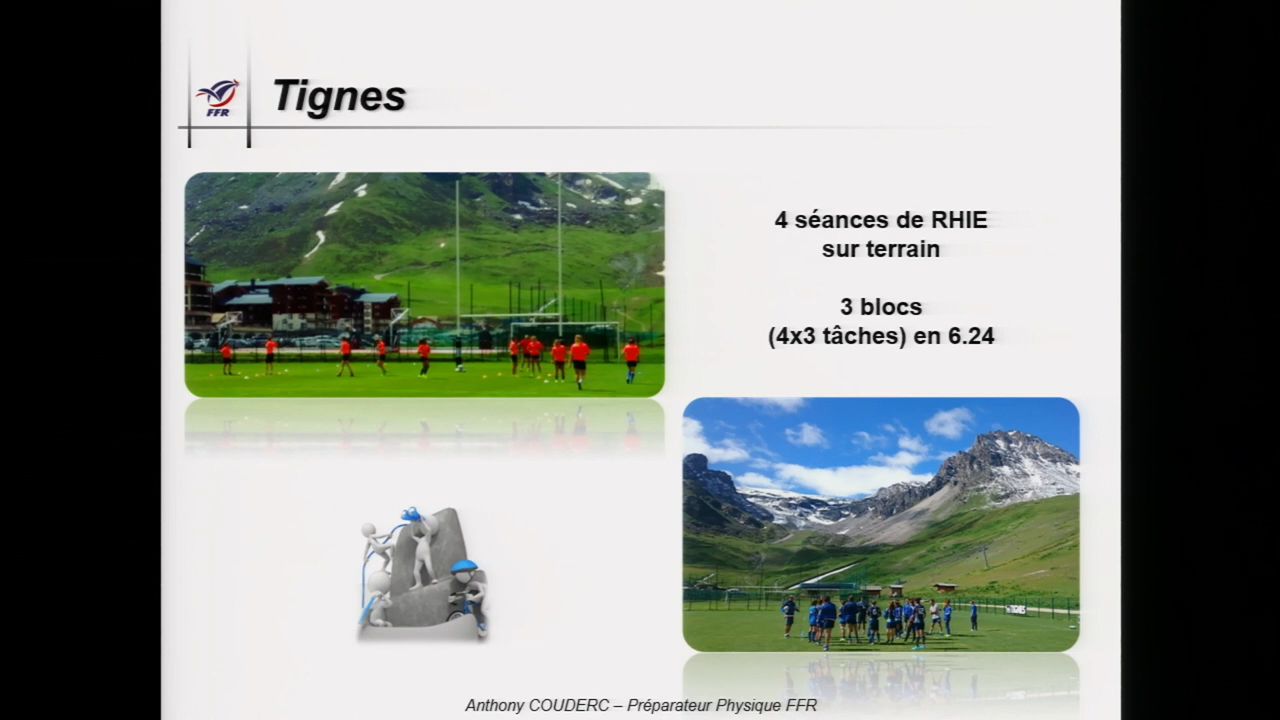 FFR
Tignes
4 séances de RHIE
sur terrain
3 blocs
(4x3 tâches) en 6.24
TIGNES
Anthony COUDERC – Préparateur Physique FFR